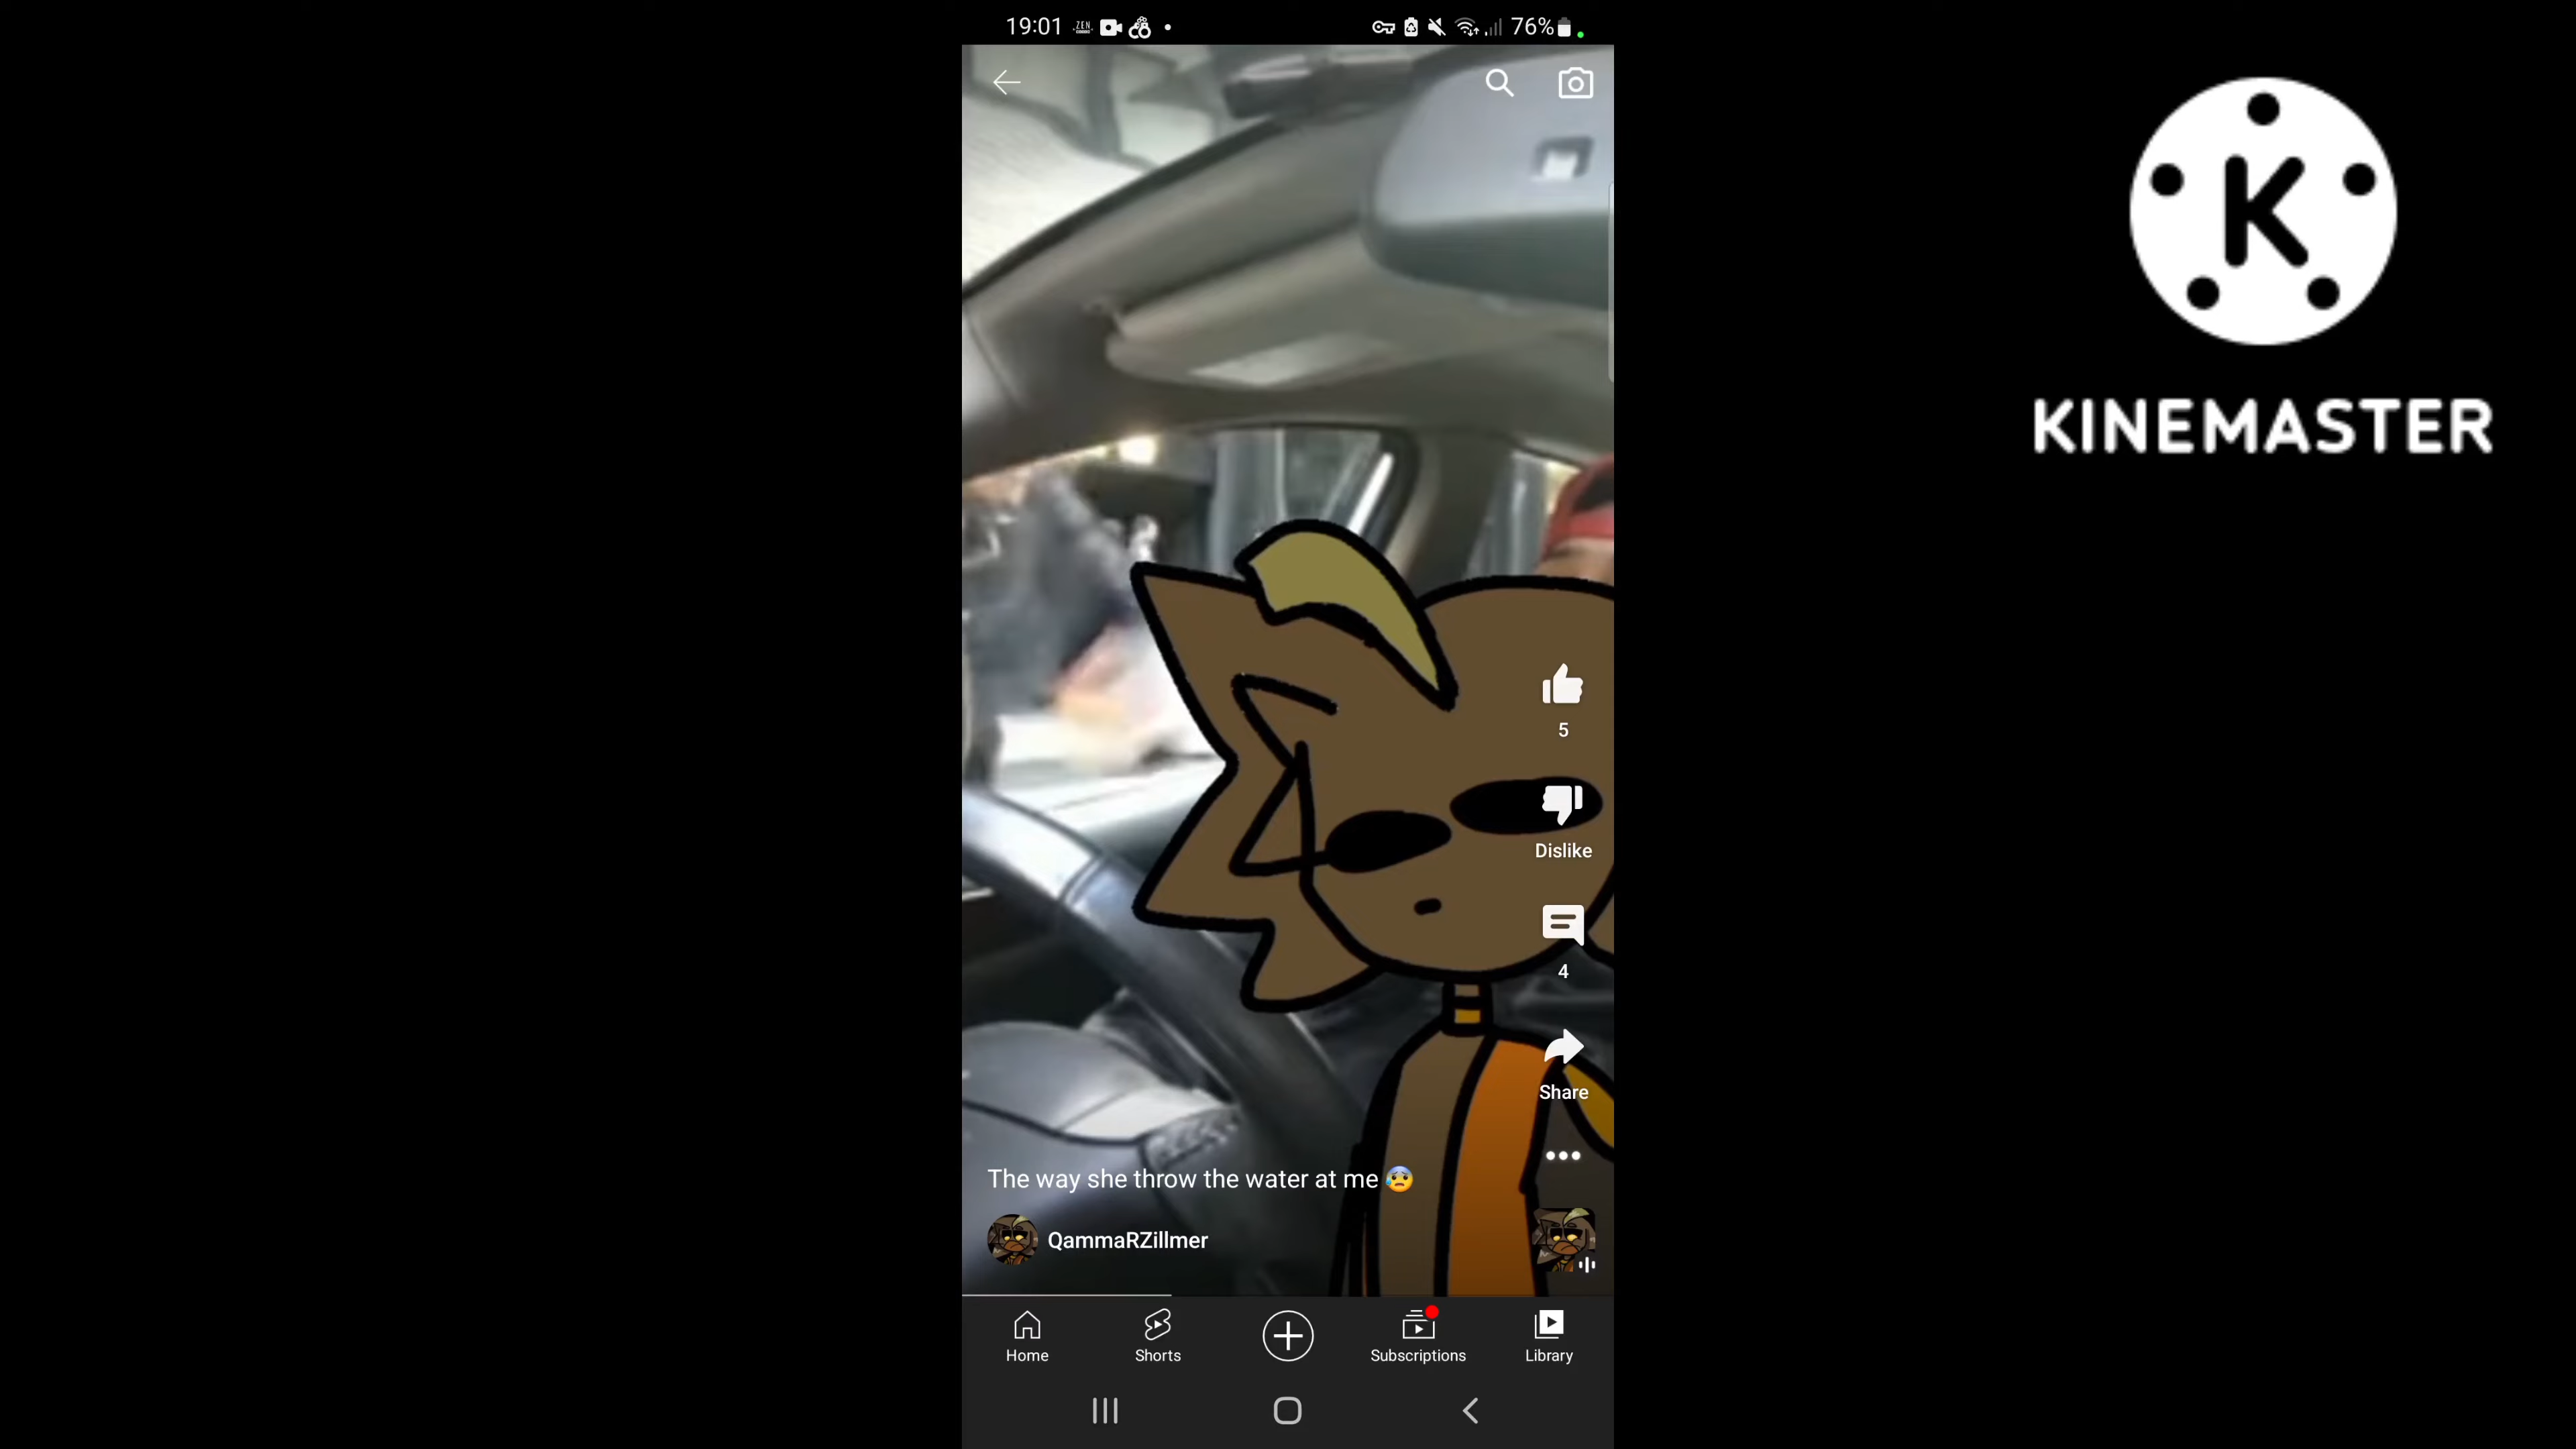 19:01 ZEN 76%
K
KINEMASTER
5
Dislike
4
Share
The way she throw the water at me 😰
QammaRZillmer
Home Shorts Subscriptions Library